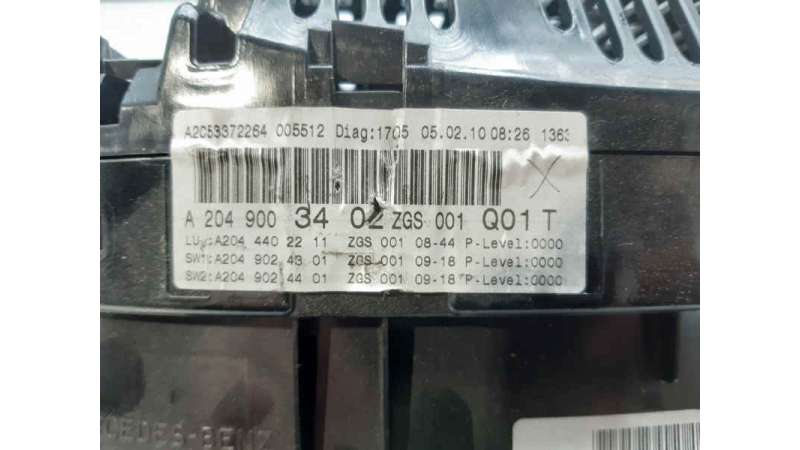 A2C53372264 005512 Diag:1705 05.02.10 08:26 1363
A 204 900 34 02 ZGS 001 Q01 T
A204 440 22 11 ZGS 001 08-44 P-Level:0000
SW1:A204 902 43 01 ZGS 001 09-18 P-Level:0000
SW2:A204 902 44 01 ZGS 001 09-18 P-Level:0000